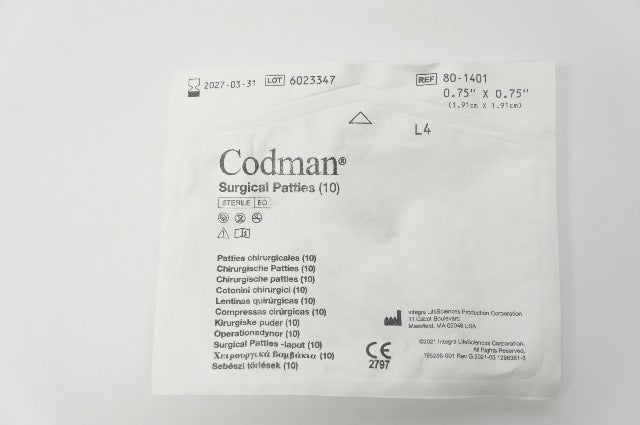 2027-03-31 LOT 6023347
REF 80-1401
0.75" X 0.75"
(1.91cm X 1.91cm)
L4
Codman®
Surgical Patties (10)
STERILE EO
Patties chirurgicales (10)
Chirurgische Patties (10)
Chirurgische patties (10)
Cotonini chirurgici (10)
Lentinas quirúrgicas (10)
Compressas cirúrgicas (10)
Kirurgiske puder (10)
Operationsdynor (10)
Surgical Patties -laput (10)
Χειρουργικά Βαμβάκια (10)
Sebészi törlések (10)
Integra LifeSciences Production Corporation
11 Cabot Boulevard
Mansfield, MA 02048 USA
CE
2797
©2021 Integra LifeSciences Corporation.
All Rights Reserved.
Rev G 2021-03